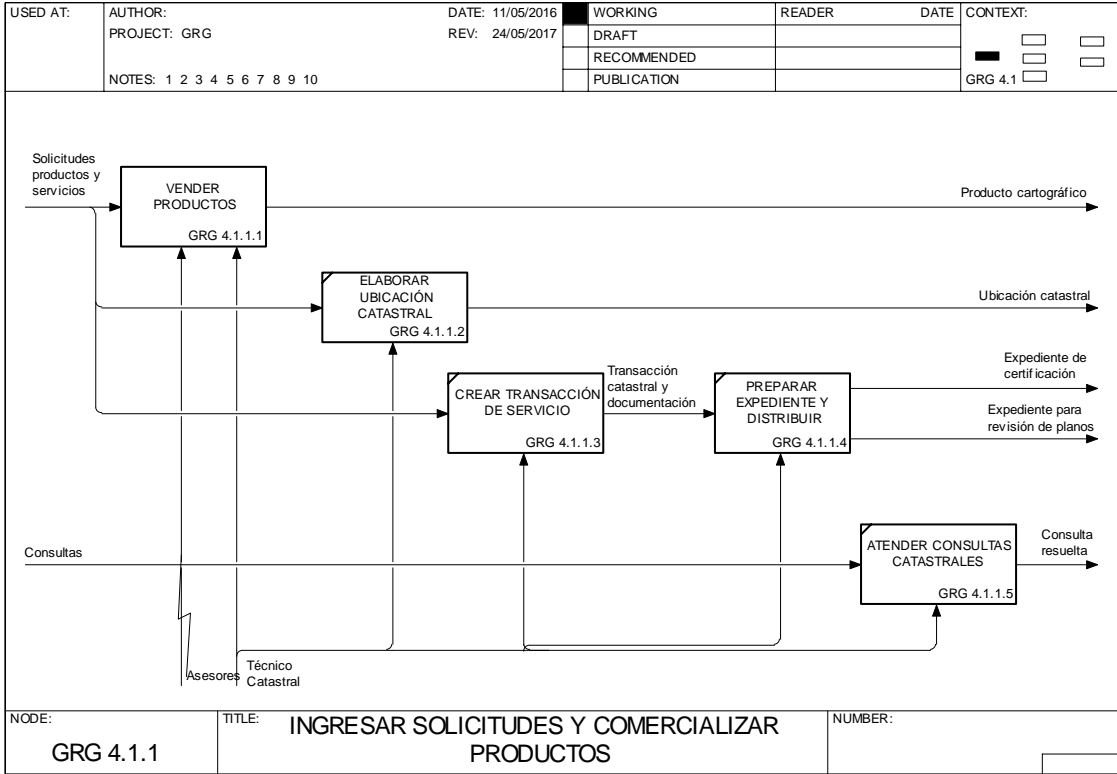 USED AT:
AUTHOR:
DATE: 11/05/2016
PROJECT: GRG
REV: 24/05/2017
NOTES: 1 2 3 4 5 6 7 8 9 10
WORKING
DRAFT
RECOMMENDED
PUBLICATION
READER
DATE
CONTEXT:
GRG 4.1
Solicitudes
productos y
servicios
VENDER
PRODUCTOS
GRG 4.1.1.1
Producto cartográfico
ELABORAR
UBICACIÓN
CATASTRAL
GRG 4.1.1.2
Ubicación catastral
CREAR TRANSACCIÓN
DE SERVICIO
GRG 4.1.1.3
Transacción
catastral y
documentación
PREPARAR
EXPEDIENTE Y
DISTRIBUIR
GRG 4.1.1.4
Expediente de
certificación
Expediente para
revisión de planos
Consultas
ATENDER CONSULTAS
CATASTRALES
GRG 4.1.1.5
Consulta
resuelta
Asesores
Técnico
Catastral
NODE:
GRG 4.1.1
TITLE:
INGRESAR SOLICITUDES Y COMERCIALIZAR
PRODUCTOS
NUMBER: